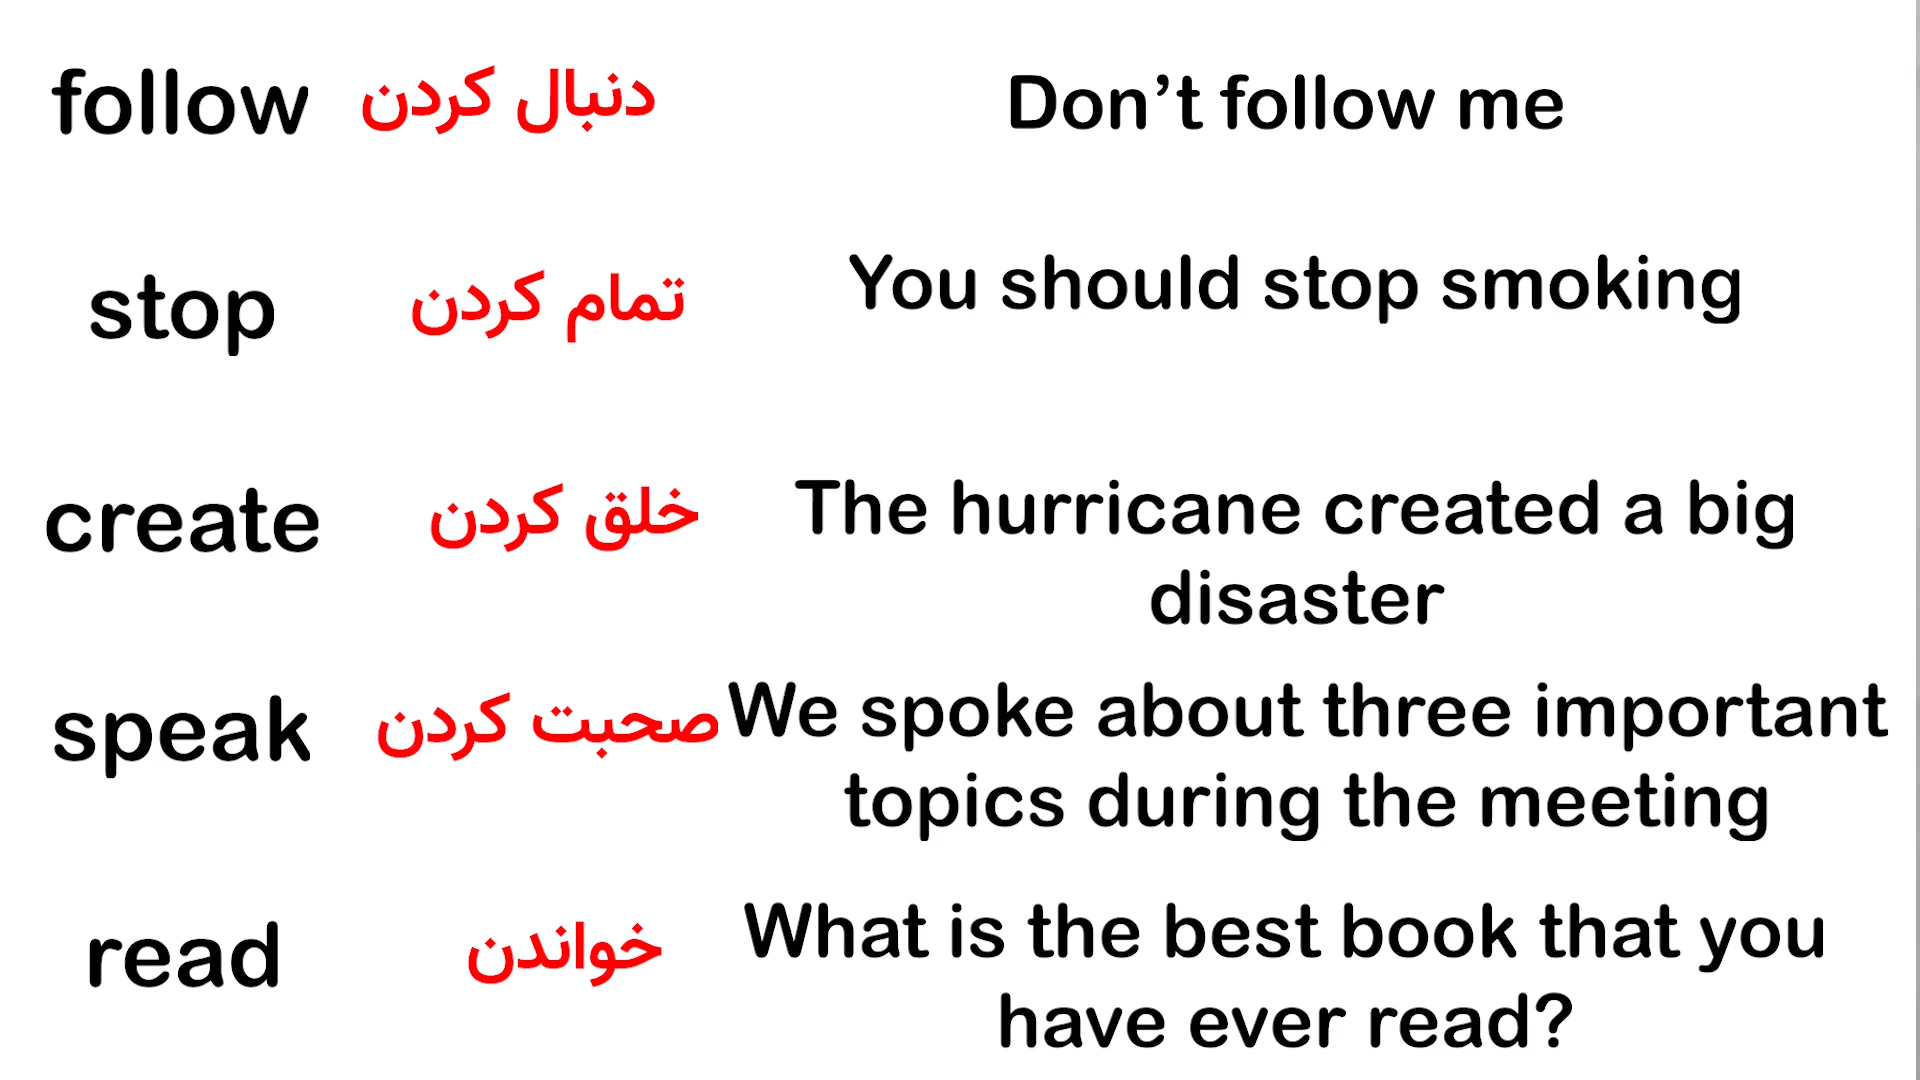 follow دنبال کردن Don’t follow me
stop تمام کردن You should stop smoking
create خلق کردن The hurricane created a big
disaster
speak صحبت کردن We spoke about three important
topics during the meeting
read خواندن What is the best book that you
have ever read?